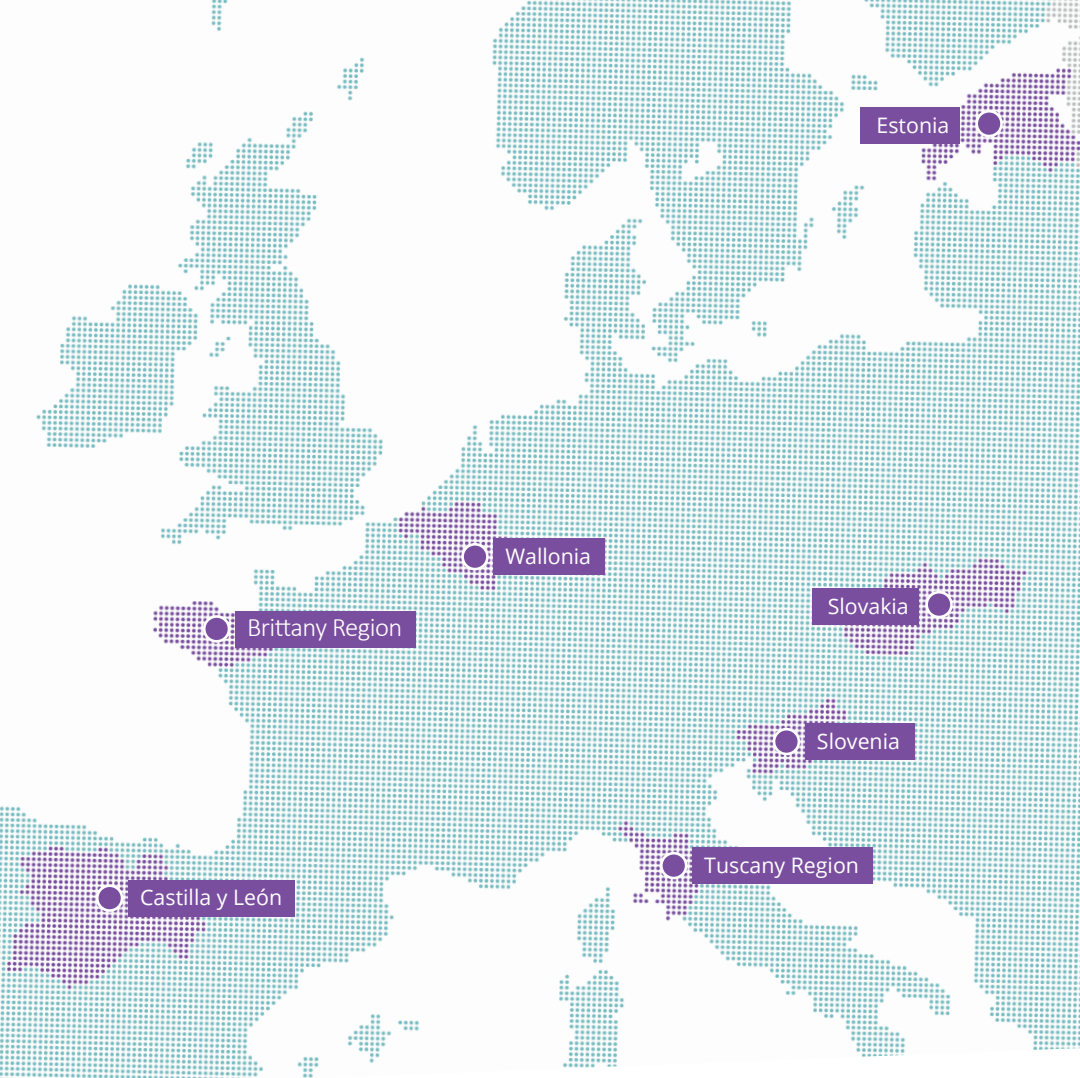 Estonia
Wallonia
Slovakia
Brittany Region
Slovenia
Tuscany Region
Castilla y León